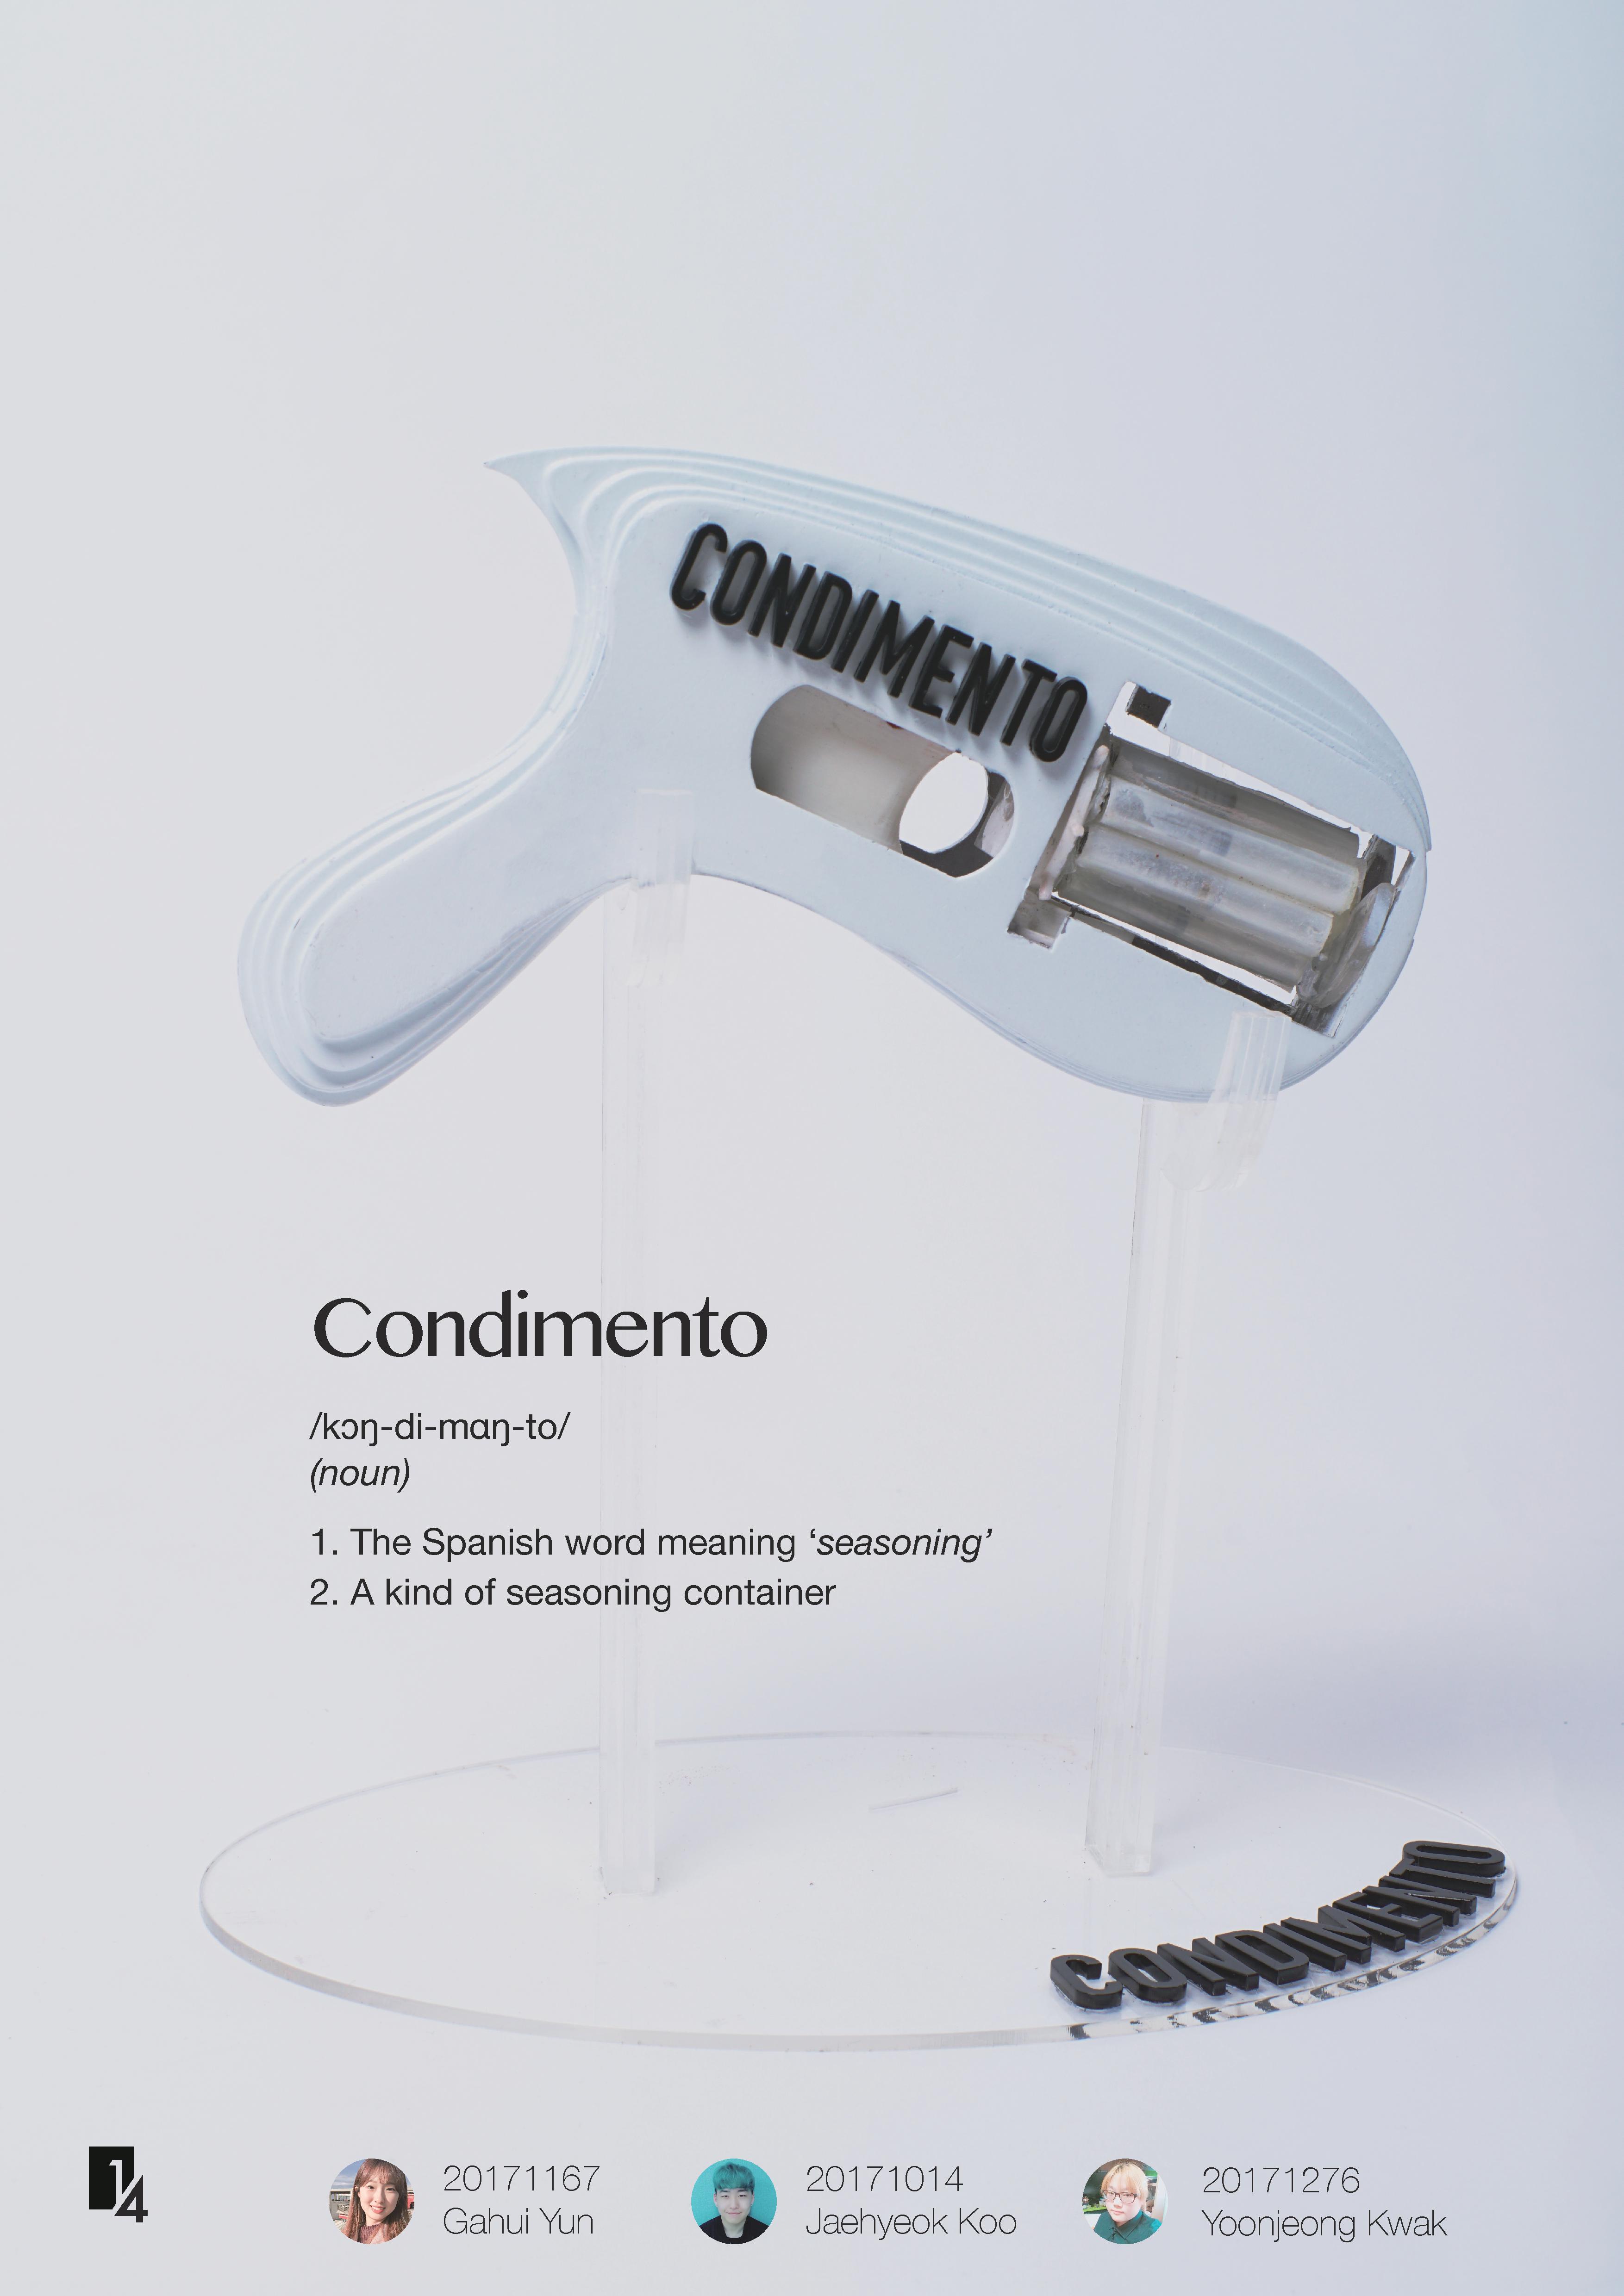 CONDIMENTO
Condimento
/kɔŋ-di-mɑŋ-to/
(noun)
1. The Spanish word meaning ‘seasoning’
2. A kind of seasoning container
CONDIMENTO
14
20171167
Gahui Yun
20171014
Jaehyeok Koo
20171276
Yoonjeong Kwak